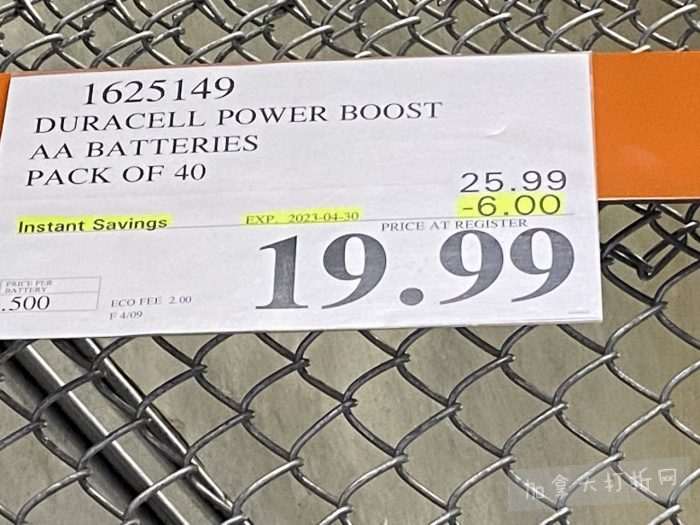 1625149
DURACELL POWER BOOST
AA BATTERIES
PACK OF 40
25.99
Instant Savings EXP. 2023-04-30 -6.00
PRICE AT REGISTER
19.99
PRICE PER
BATTERY
.500
ECO FEE 2.00
F 4/09
加拿大打折网